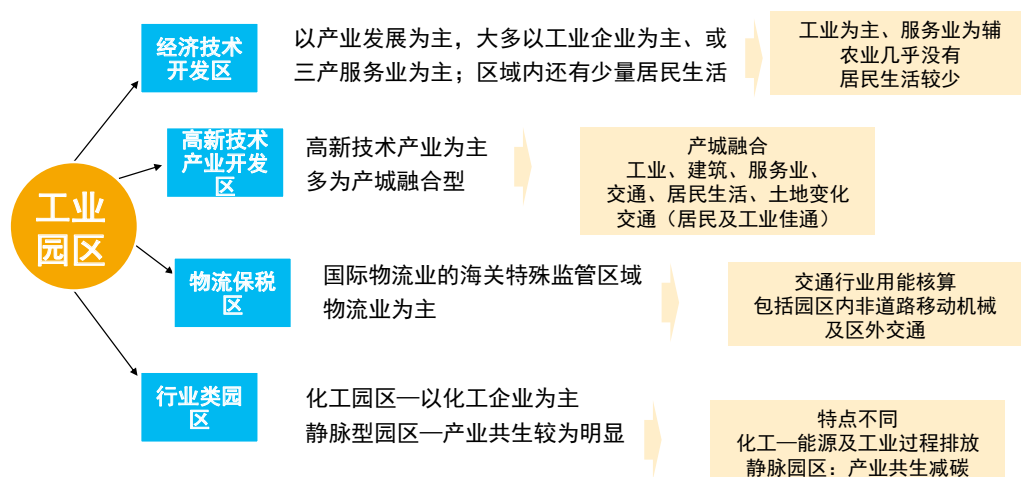 工业
园区
经济技术
开发区
以产业发展为主，大多以工业企业为主、或
三产服务业为主；区域内还有少量居民生活
工业为主、服务业为辅
农业几乎没有
居民生活较少
高新技术
产业开发
区
高新技术产业为主
多为产城融合型
产城融合
工业、建筑、服务业、
交通、居民生活、土地变化
交通（居民及工业佳通）
物流保税
区
国际物流业的海关特殊监管区域
物流业为主
交通行业用能核算
包括园区内非道路移动机械
及区外交通
行业类园
区
化工园区—以化工企业为主
静脉型园区—产业共生较为明显
特点不同
化工—能源及工业过程排放
静脉园区：产业共生减碳